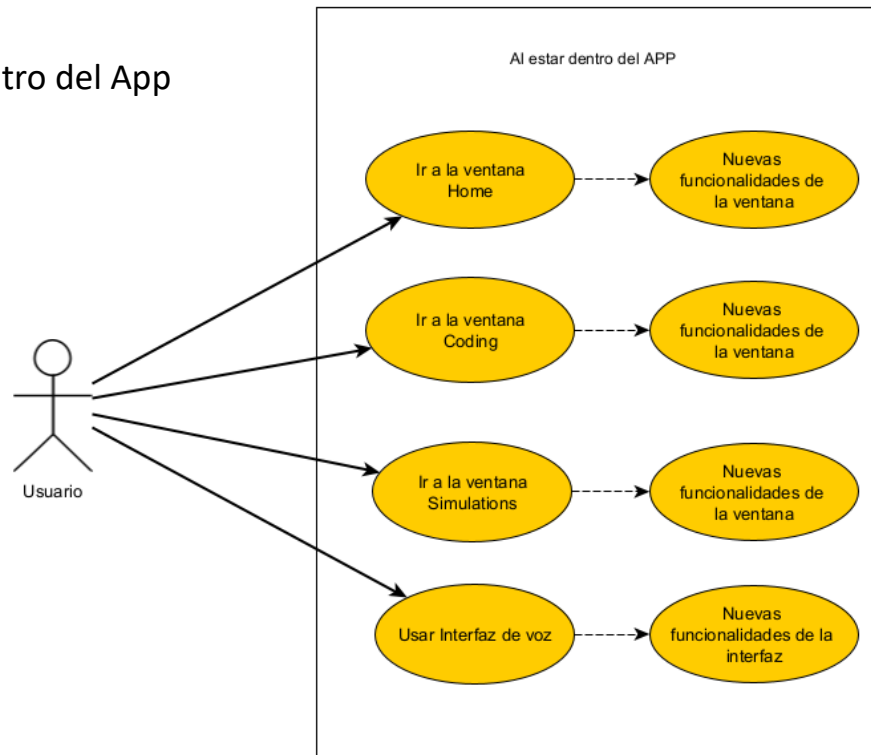 tro del App
Al estar dentro del APP
Ir a la ventana
Home
Nuevas
funcionalidades de
la ventana
Ir a la ventana
Coding
Nuevas
funcionalidades de
la ventana
Ir a la ventana
Simulations
Nuevas
funcionalidades de
la ventana
Usar Interfaz de voz
Nuevas
funcionalidades de la
interfaz
Usuario